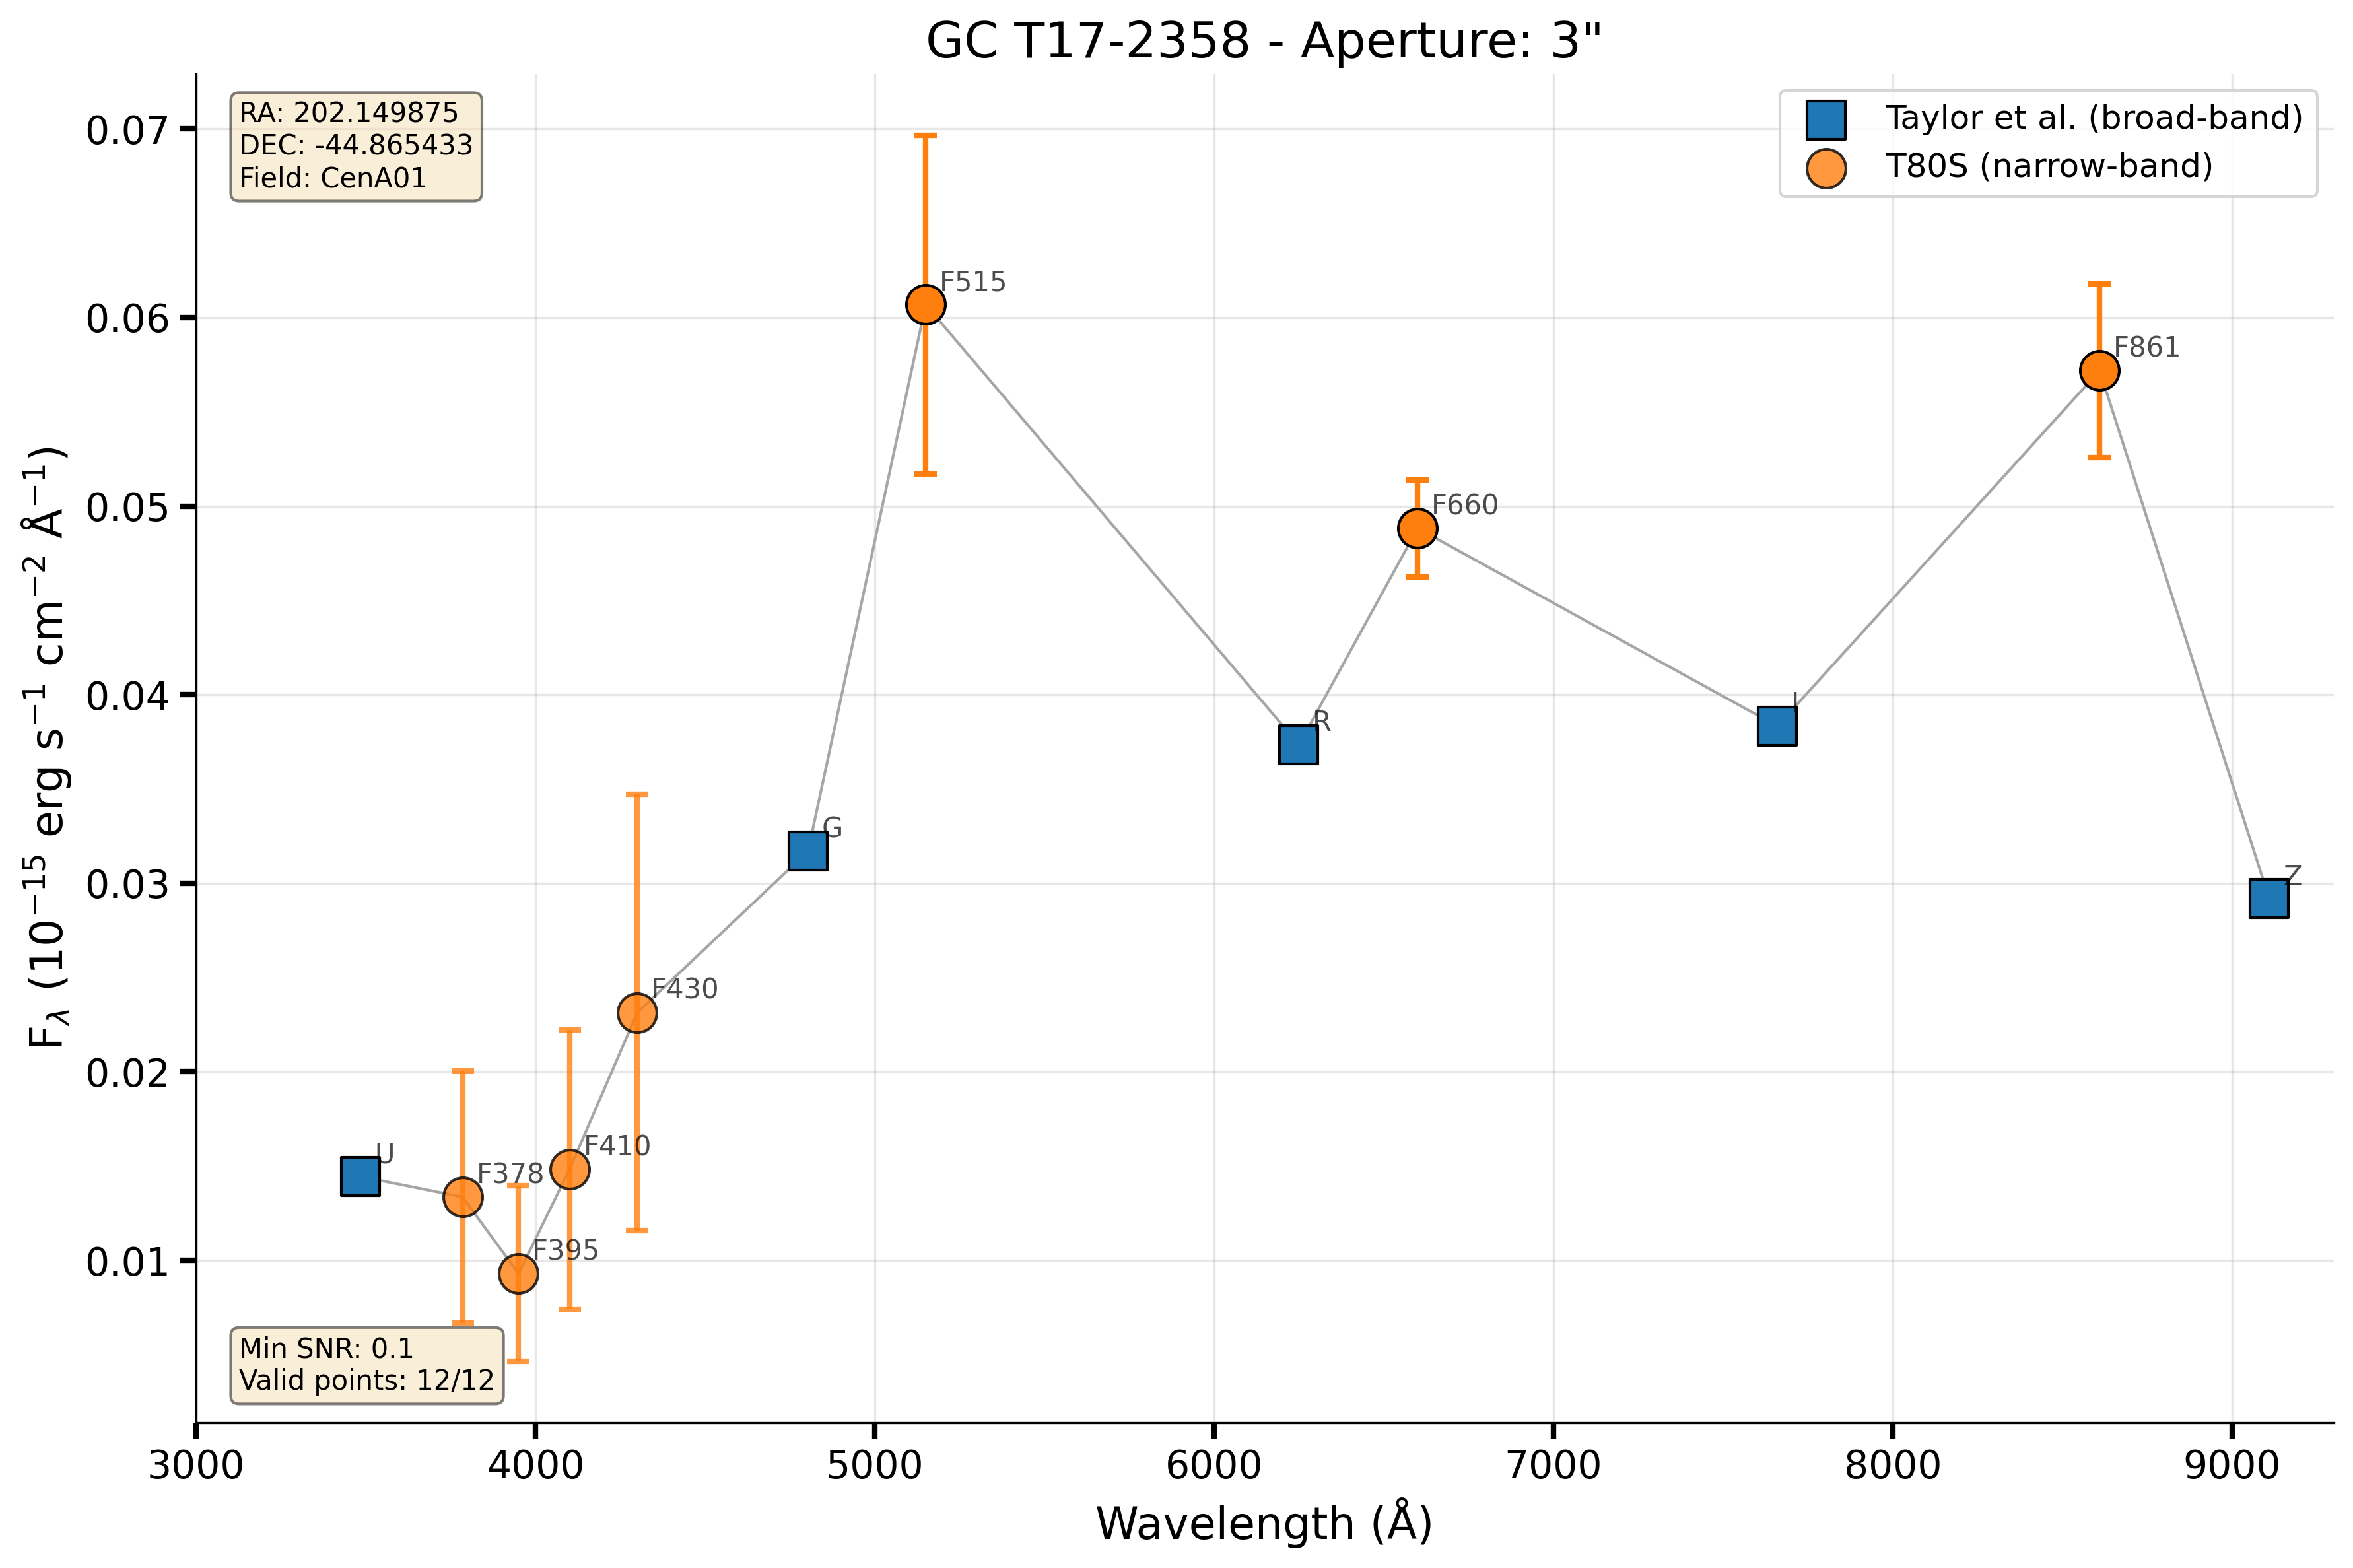 GC T17-2358 - Aperture: 3"
RA: 202.149875
DEC: -44.865433
Field: CenA01
Taylor et al. (broad-band)
T80S (narrow-band)
0.07
0.06
0.05
0.04
0.03
0.02
0.01
F515
F861
F660
I
R
G
Z
F430
F410
U
F378
F395
Min SNR: 0.1
Valid points: 12/12
3000 4000 5000 6000 7000 8000 9000
Wavelength (Å)
F_λ (10⁻¹⁵ erg s⁻¹ cm⁻² Å⁻¹)